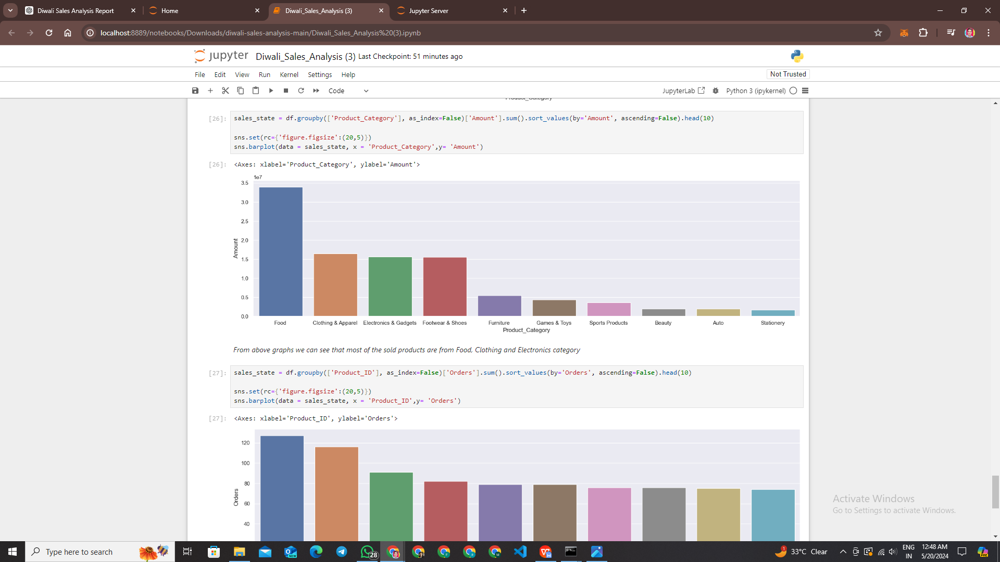 Diwali Sales Analysis Report
Home
Diwali_Sales_Analysis (3)
Jupyter Server
localhost:8889/notebooks/Downloads/diwali-sales-analysis-main/Diwali_Sales_Analysis%20(3).ipynb
jupyter Diwali_Sales_Analysis (3) Last Checkpoint: 51 minutes ago
File Edit View Run Kernel Settings Help
Not Trusted
Code
JupyterLab
Python 3 (ipykernel)
Product_Category
[26]: sales_state = df.groupby(['Product_Category'], as_index=False)['Amount'].sum().sort_values(by='Amount', ascending=False).head(10)
sns.set(rc={'figure.figsize':(20,5)})
sns.barplot(data = sales_state, x = 'Product_Category',y= 'Amount')
[26]: <Axes: xlabel='Product_Category', ylabel='Amount'>
1e7
3.5
3.0
2.5
2.0
1.5
1.0
0.5
0.0
Amount
Food Clothing & Apparel Electronics & Gadgets Footwear & Shoes Furniture Games & Toys Sports Products Beauty Auto Stationery
Product_Category
From above graphs we can see that most of the sold products are from Food, Clothing and Electronics category
[27]: sales_state = df.groupby(['Product_ID'], as_index=False)['Orders'].sum().sort_values(by='Orders', ascending=False).head(10)
sns.set(rc={'figure.figsize':(20,5)})
sns.barplot(data = sales_state, x = 'Product_ID',y= 'Orders')
[27]: <Axes: xlabel='Product_ID', ylabel='Orders'>
120
100
80
60
40
Orders
Activate Windows
Go to Settings to activate Windows.
Type here to search
NEW
28
1
33°C Clear
ENG
IN
12:48 AM
5/20/2024
PRE